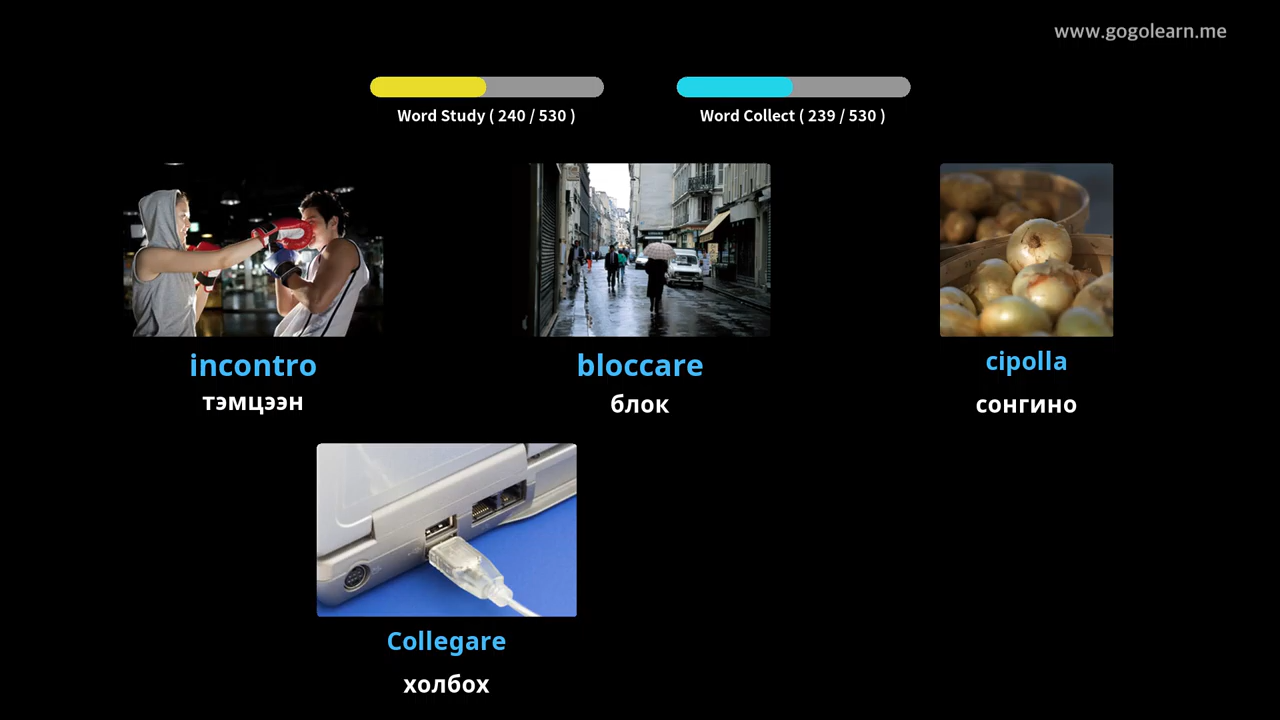 www.gogolearn.me
Word Study ( 240 / 530 )
Word Collect ( 239 / 530 )
incontro
тэмцээн
bloccare
блок
cipolla
сонгино
Collegare
холбох